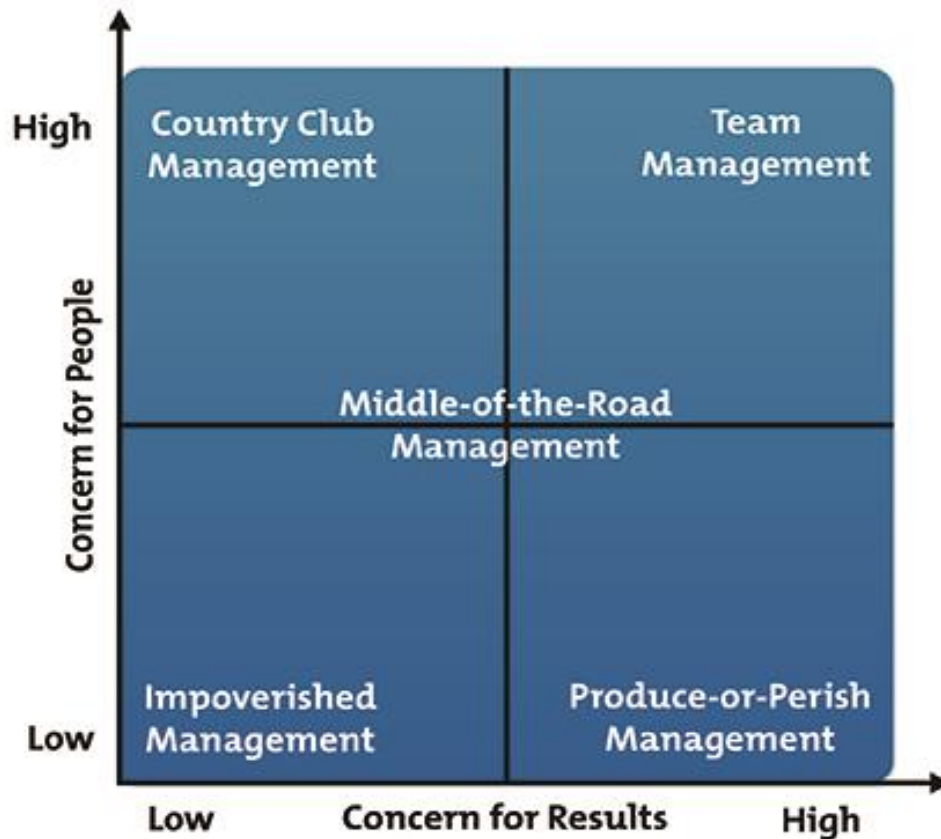 High
Country Club
Management
Team
Management
Concern for People
Middle-of-the-Road
Management
Impoverished
Management
Produce-or-Perish
Management
Low
Low
Concern for Results
High